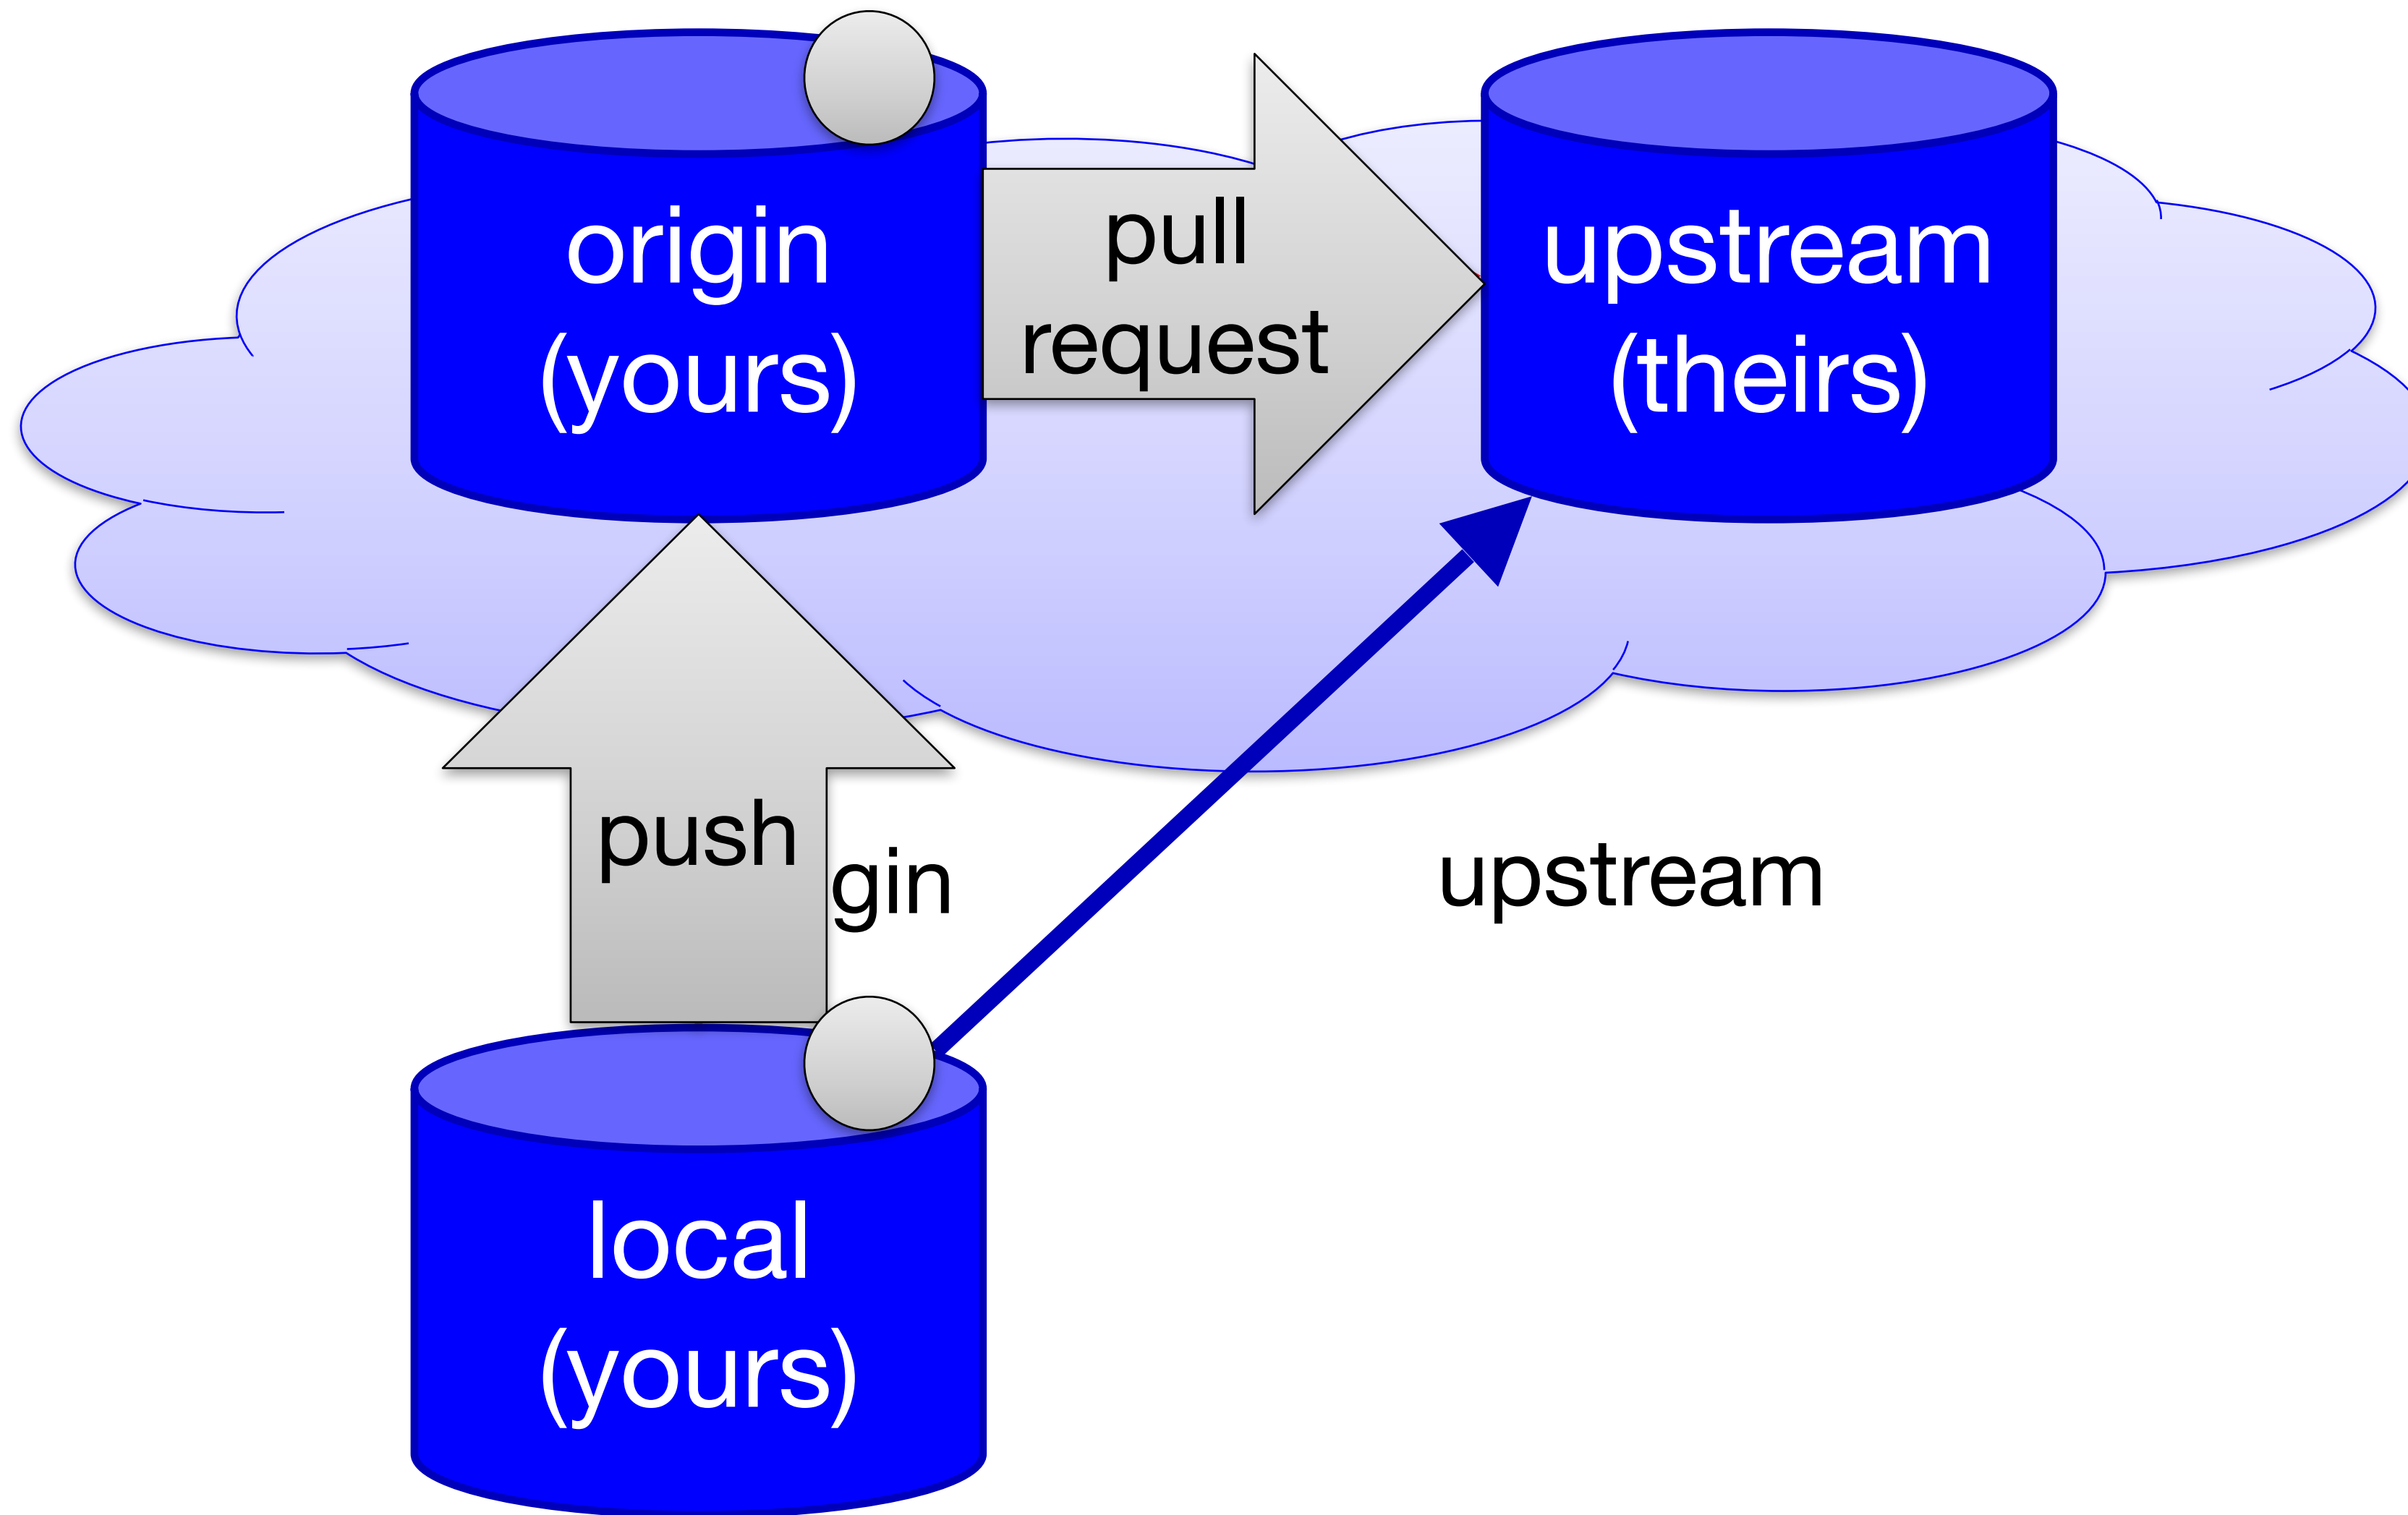 origin
(yours)
pull
request
upstream
(theirs)
push
gin
upstream
local
(yours)